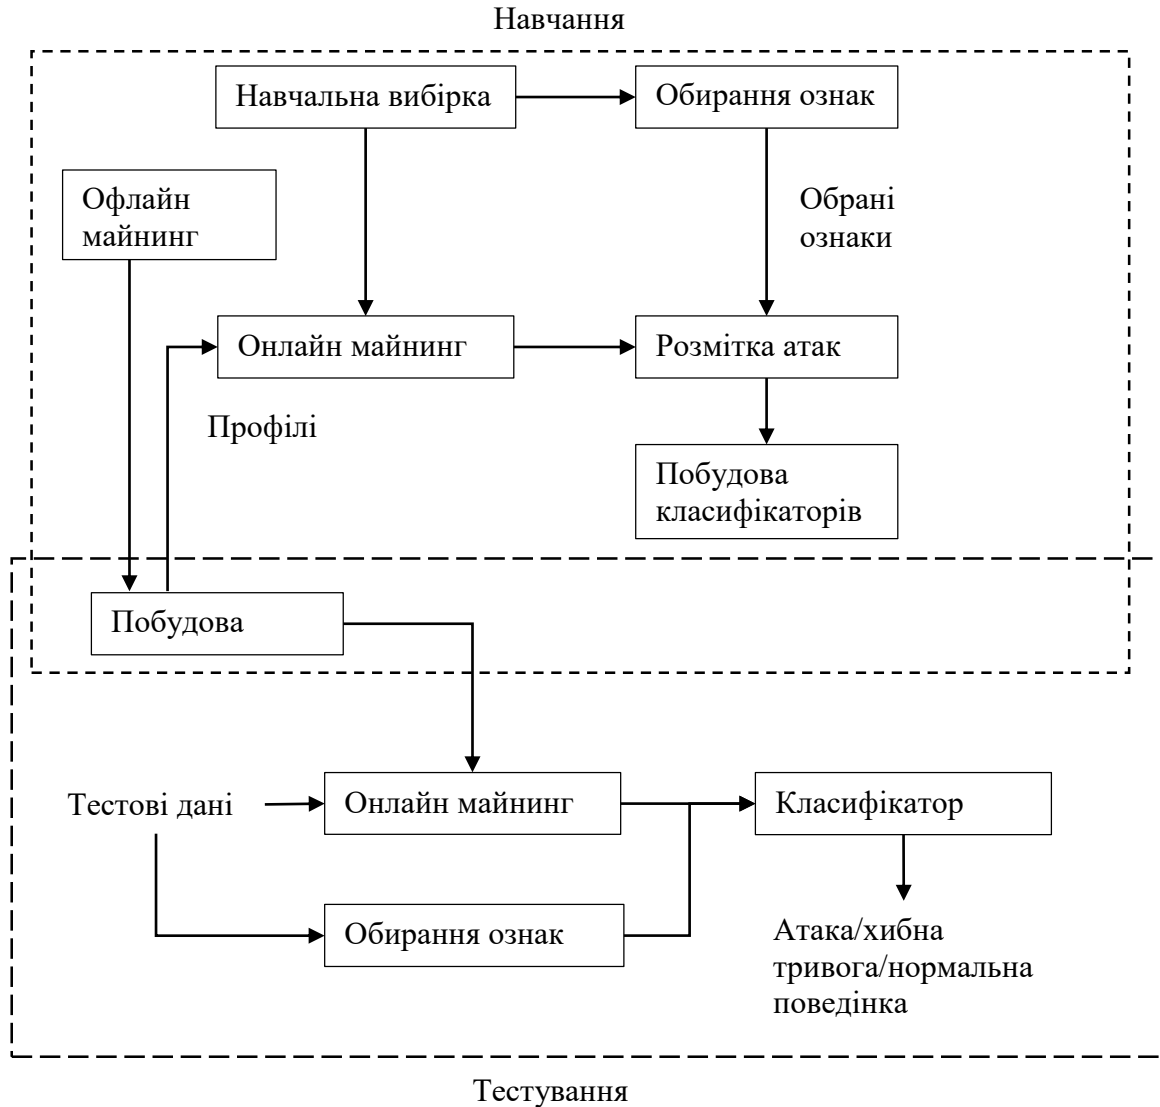 Навчання
Навчальна вибірка
Обирання ознак
Офлайн
майнинг
Обрані
ознаки
Онлайн майнинг
Розмітка атак
Профілі
Побудова
класифікаторів
Побудова
Тестові дані
Онлайн майнинг
Класифікатор
Обирання ознак
Атака/хибна
тривога/нормальна
поведінка
Тестування